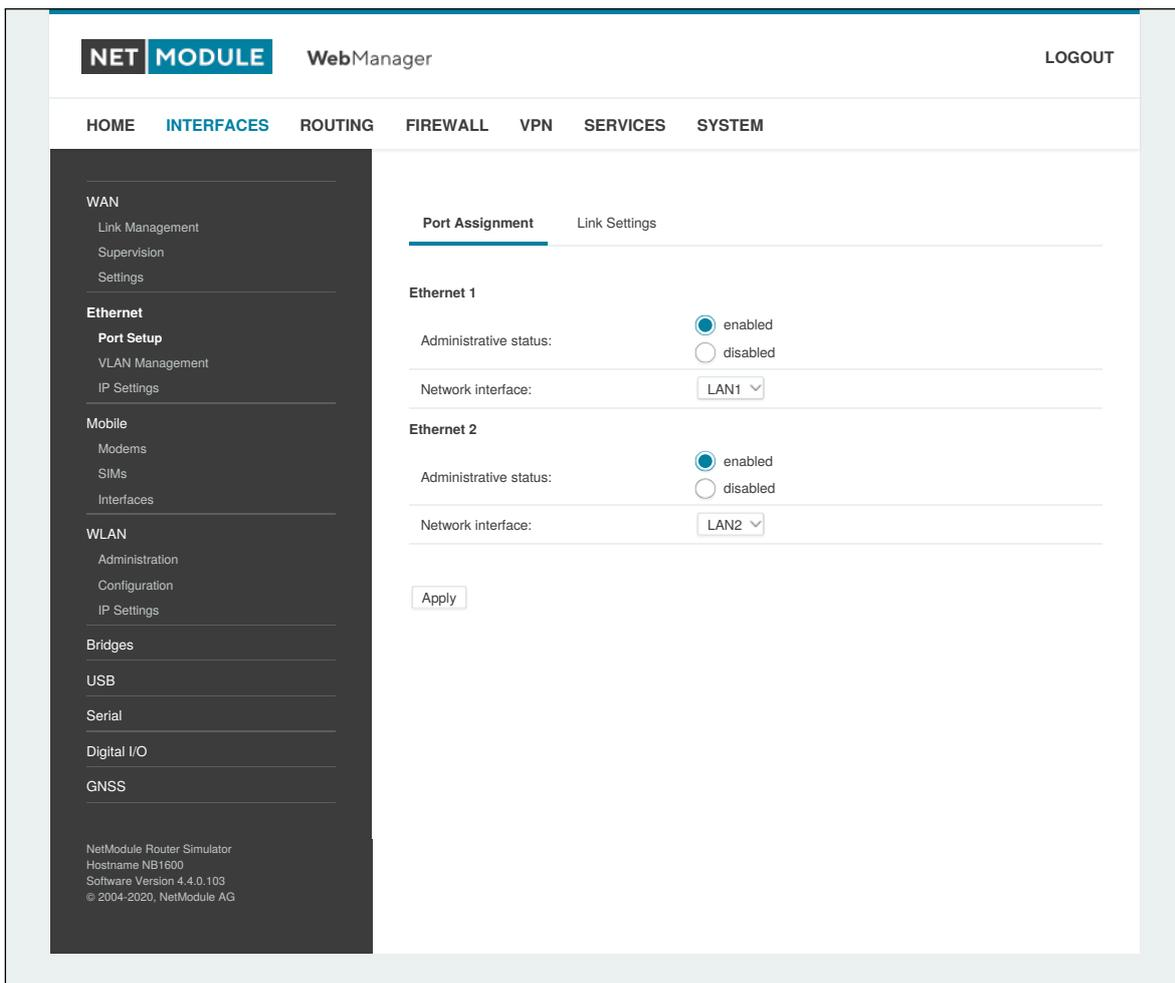 NET MODULE WebManager LOGOUT
HOME INTERFACES ROUTING FIREWALL VPN SERVICES SYSTEM
WAN
Link Management
Supervision
Settings
Ethernet
Port Setup
VLAN Management
IP Settings
Mobile
Modems
SIMs
Interfaces
WLAN
Administration
Configuration
IP Settings
Bridges
USB
Serial
Digital I/O
GNSS
NetModule Router Simulator
Hostname NB1600
Software Version 4.4.0.103
© 2004-2020, NetModule AG
Port Assignment Link Settings
Ethernet 1
Administrative status:
enabled
disabled
Network interface: LAN1
Ethernet 2
Administrative status:
enabled
disabled
Network interface: LAN2
Apply